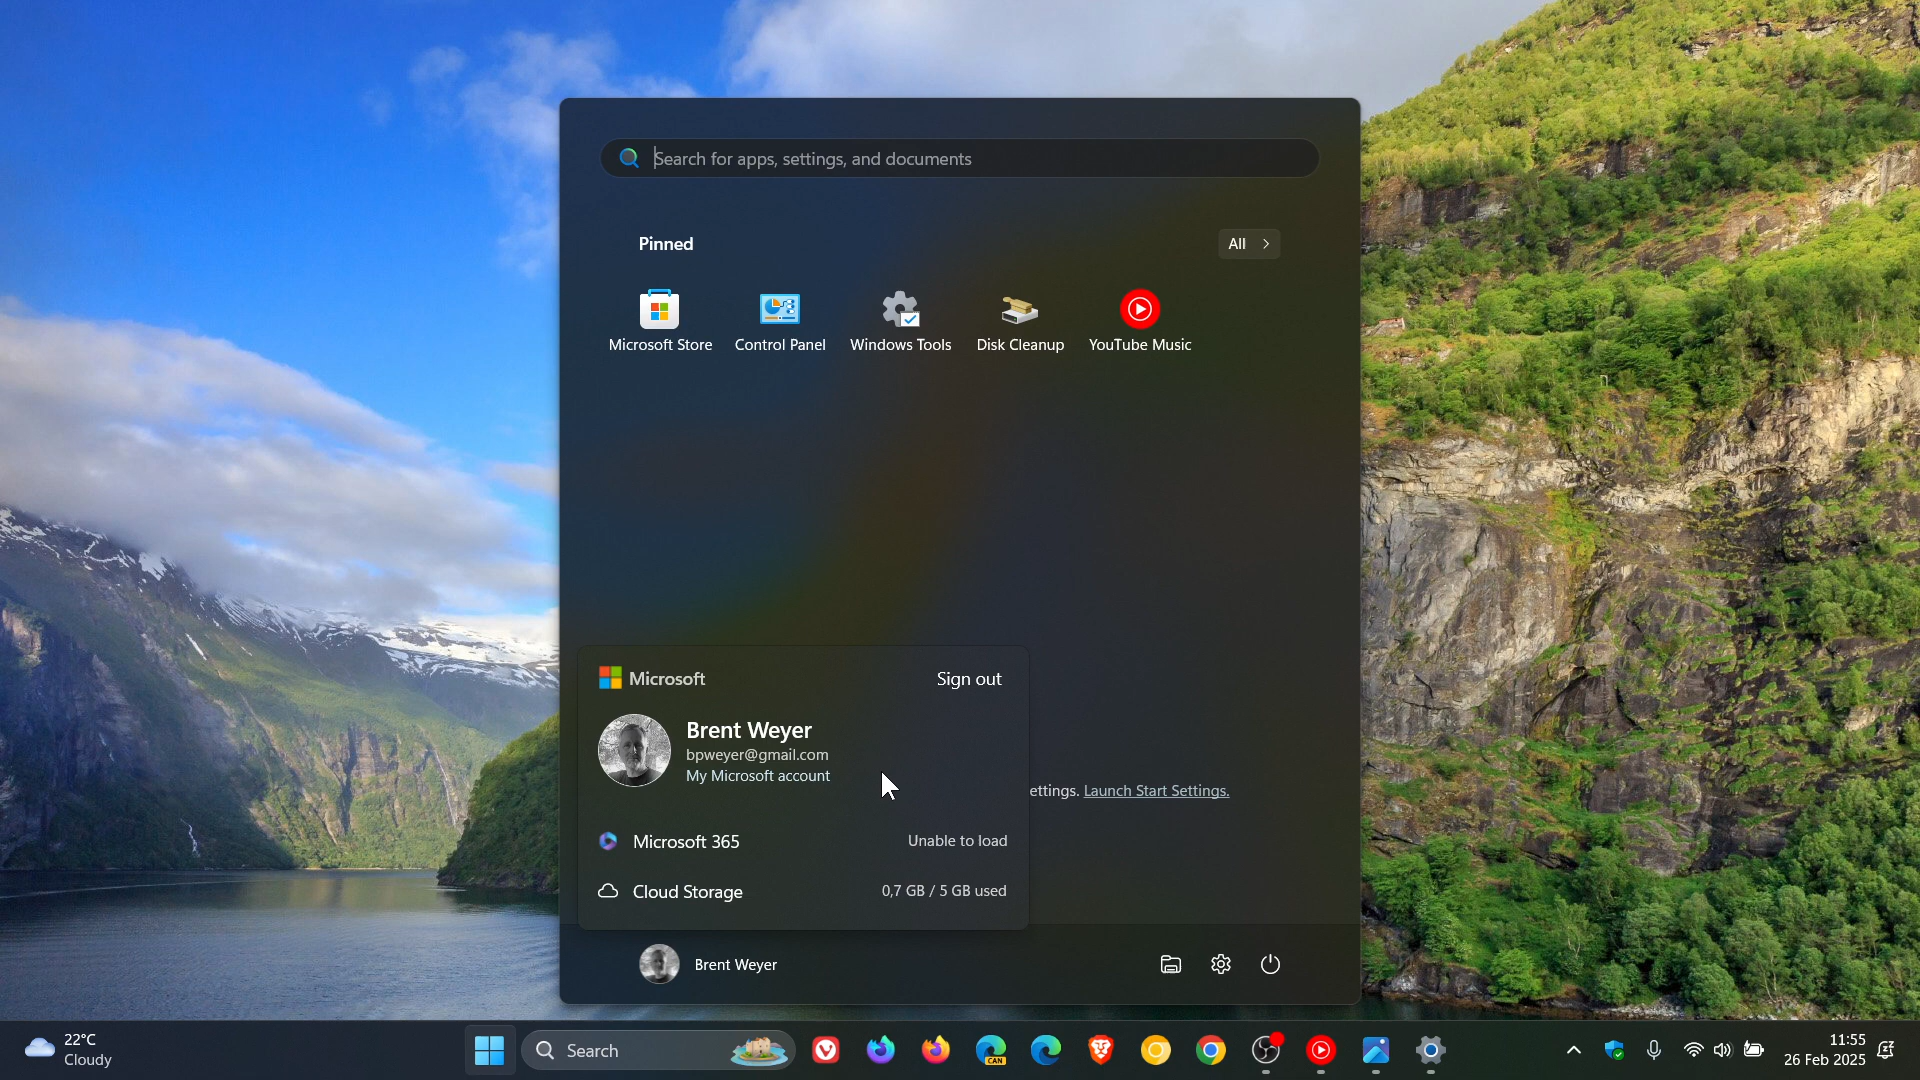 Search for apps, settings, and documents
Pinned
All
Microsoft Store
Control Panel
Windows Tools
Disk Cleanup
YouTube Music
Microsoft
Sign out
Brent Weyer
bpweyer@gmail.com
My Microsoft account
ettings. Launch Start Settings.
Microsoft 365
Unable to load
Cloud Storage
0,7 GB / 5 GB used
Brent Weyer
22°C
Cloudy
Search
CAN
11:55
26 Feb 2025